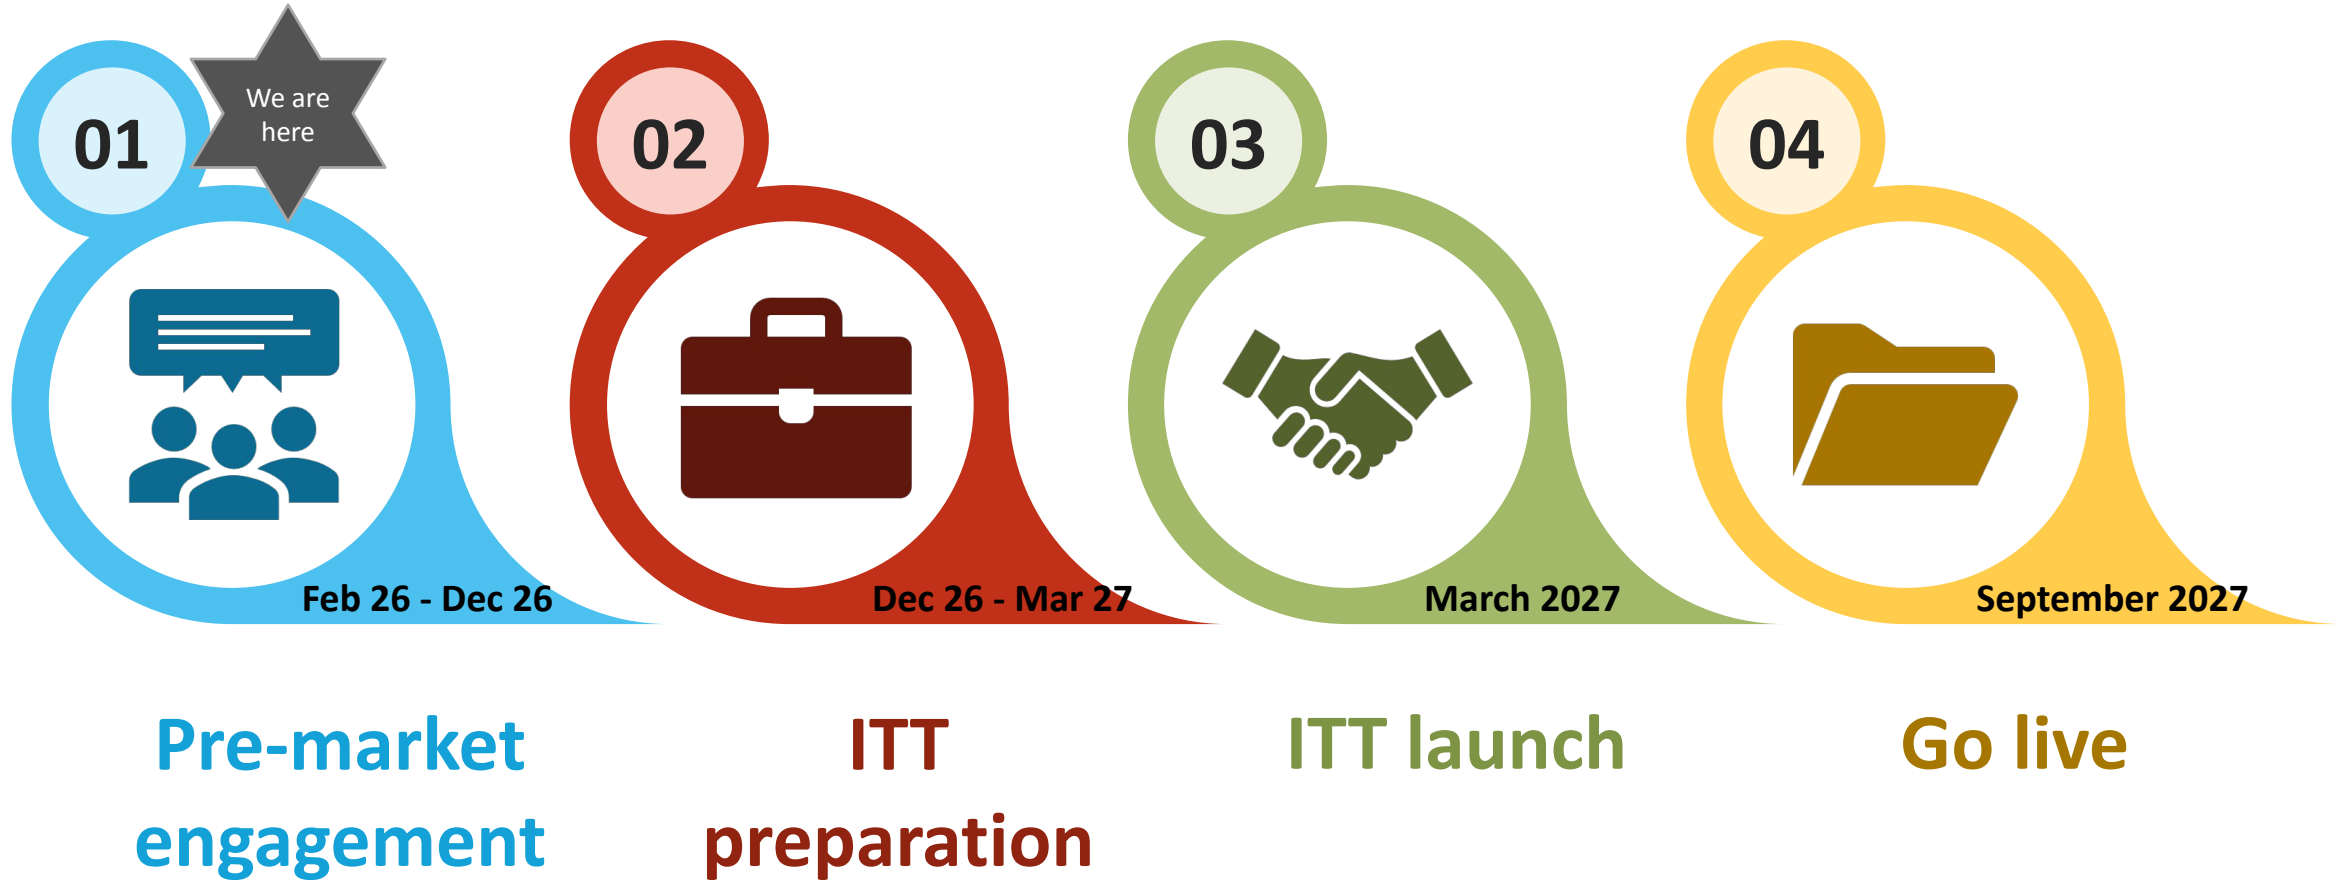 01
We are
here
Feb 26 - Dec 26
Pre-market
engagement
02
Dec 26 - Mar 27
ITT
preparation
03
March 2027
ITT launch
04
September 2027
Go live